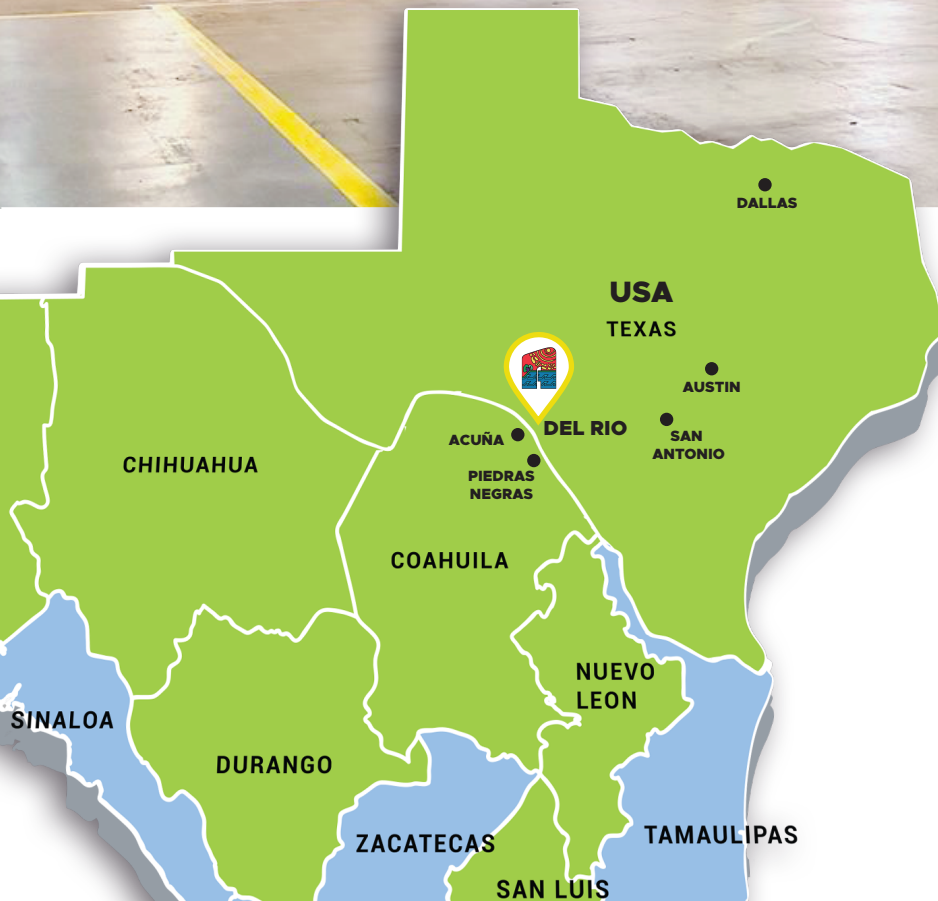 DALLAS
USA
TEXAS
AUSTIN
DEL RIO
ACUÑA
SAN
ANTONIO
CHIHUAHUA
PIEDRAS
NEGRAS
COAHUILA
NUEVO
LEON
SINALOA
DURANGO
TAMAULIPAS
ZACATECAS
SAN LUIS